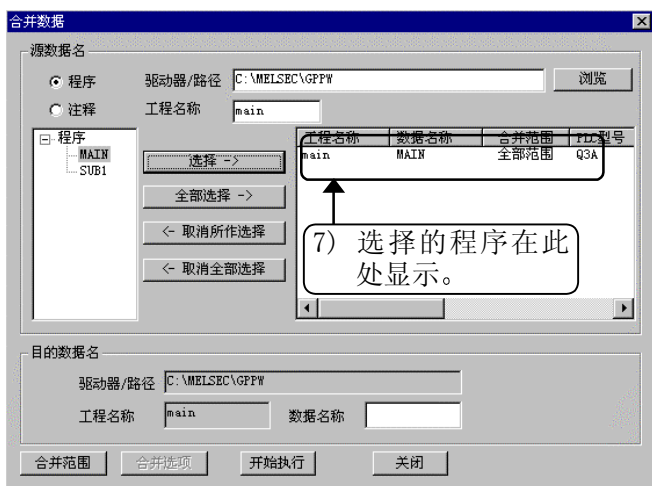 合并数据
源数据名
程序 驱动器/路径 C:\MELSEC\GPPW 浏览
注释 工程名称 main
程序
MAIN
SUB1
选择 ->
全部选择 ->
<- 取消所作选择
<- 取消全部选择
工程名称 数据名称 合并范围 PLC型号
main MAIN 全部范围 Q3A
7) 选择的程序在此
处显示。
目的数据名
驱动器/路径 C:\MELSEC\GPPW
工程名称 main 数据名称
合并范围 合并选项 开始执行 关闭